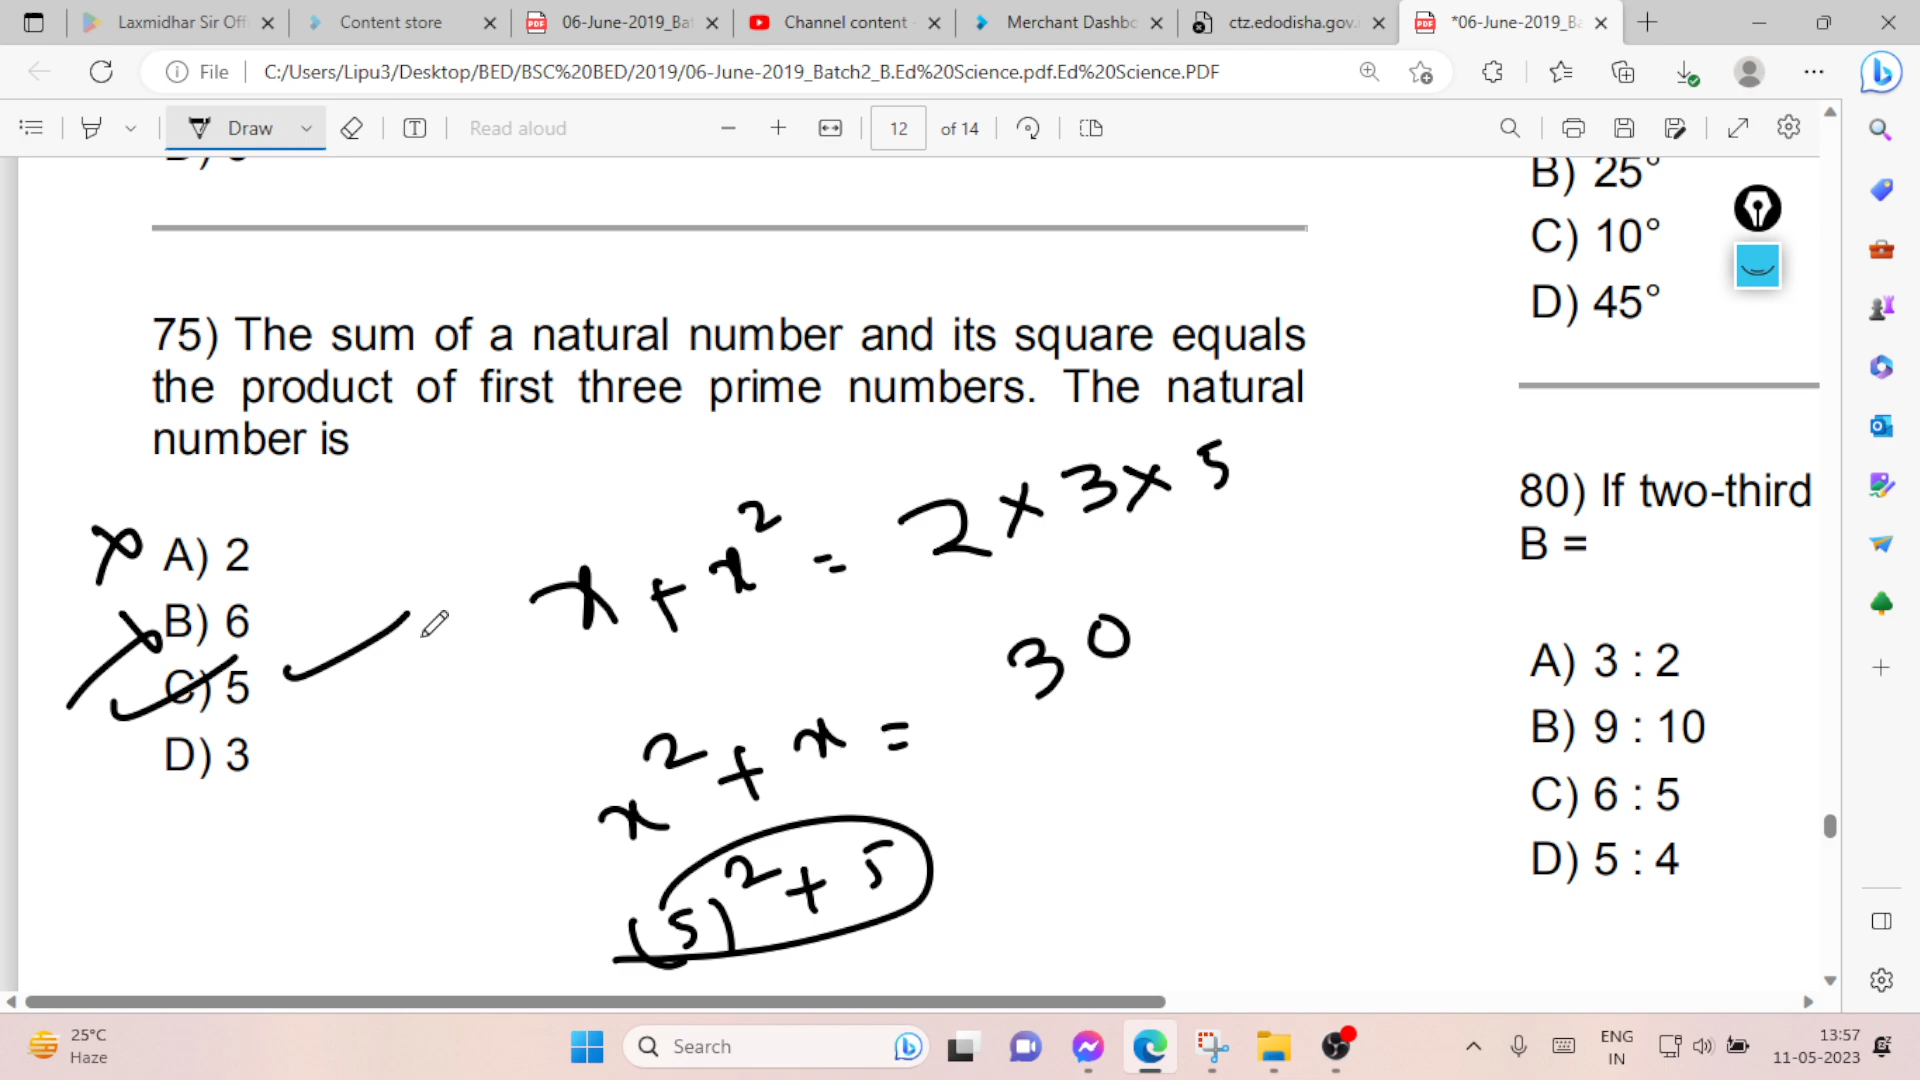 Laxmidhar Sir Off
Content store
06-June-2019_Bat
Channel content
Merchant Dashbo
ctz.edodisha.gov.
*06-June-2019_Ba
File
C:/Users/Lipu3/Desktop/BED/BSC%20BED/2019/06-June-2019_Batch2_B.Ed%20Science.pdf.Ed%20Science.PDF
Draw
Read aloud
12 of 14
B) 25°
C) 10°
D) 45°
75) The sum of a natural number and its square equals
the product of first three prime numbers. The natural
number is
A) 2
B) 6
C) 5
D) 3
x + x² = 2 × 3 × 5
30
x² + x =
(5)² + 5
80) If two-third
B =
A) 3 : 2
B) 9 : 10
C) 6 : 5
D) 5 : 4
25°C
Haze
Search
ENG
IN
13:57
11-05-2023